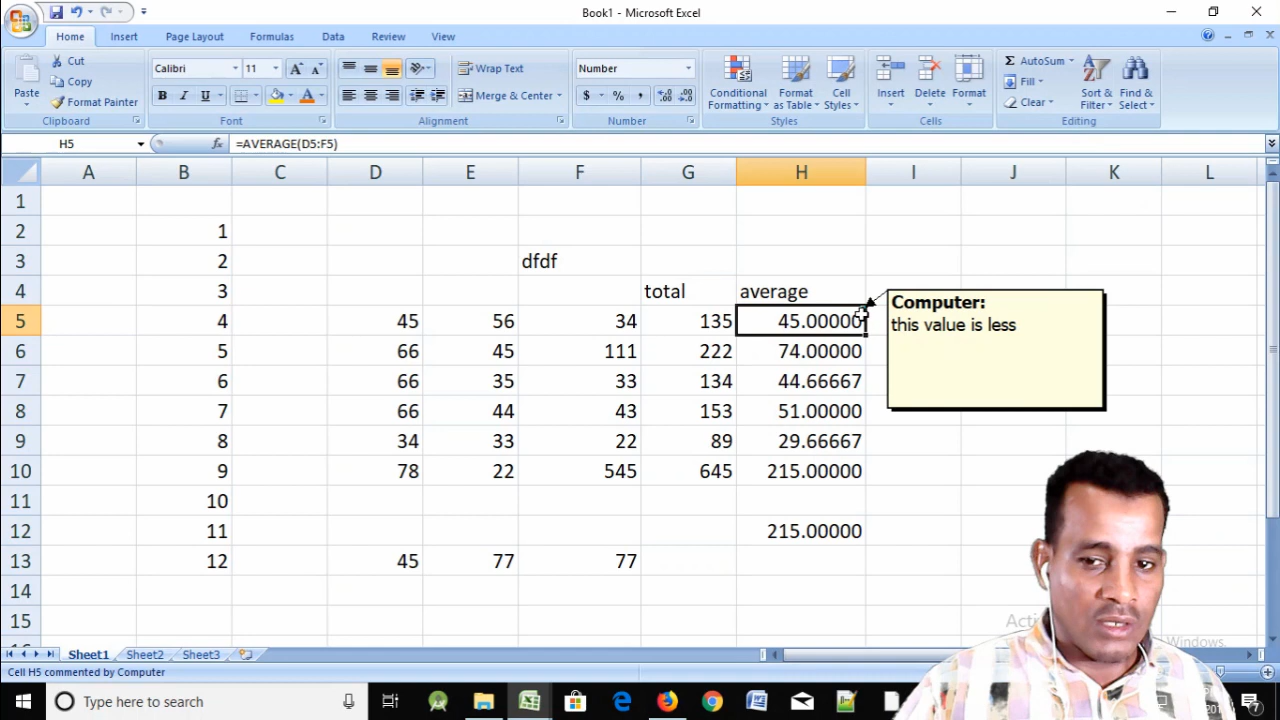 Book1 - Microsoft Excel
Home Insert Page Layout Formulas Data Review View
Paste Cut Calibri 11 Wrap Text Number Conditional Formatting Format as Table Cell Styles Insert Delete Format AutoSum Sort & Filter Find & Select
Copy Fill
Format Painter B I U Merge & Center $ % , Clear
Clipboard Font Alignment Number Styles Cells Editing
H5 fx =AVERAGE(D5:F5)
A B C D E F G H I J K L
1
2 1
3 2 dfdf
4 3 total average
Computer:
this value is less
5 4 45 56 34 135 45.00000
6 5 66 45 111 222 74.00000
7 6 66 35 33 134 44.66667
8 7 66 44 43 153 51.00000
9 8 34 33 22 89 29.66667
10 9 78 22 545 645 215.00000
11 10
12 11 215.00000
13 12 45 77 77
14
15
Windows.
Sheet1 Sheet2 Sheet3
Cell H5 commented by Computer
Type here to search